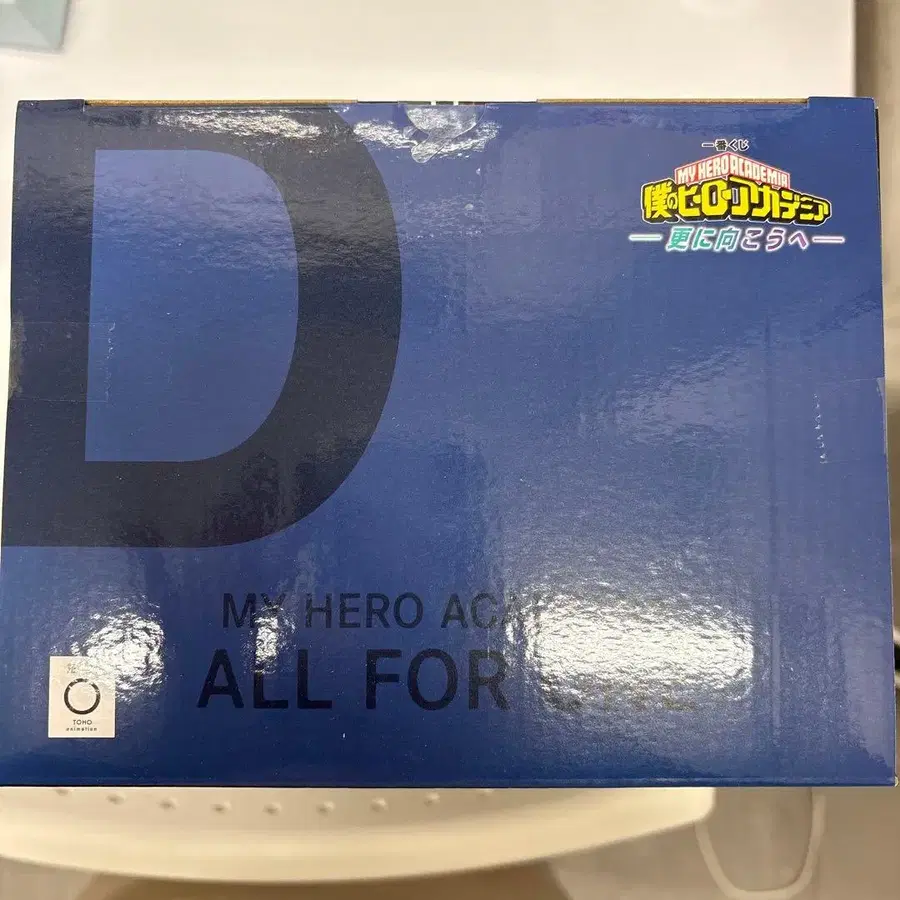 D
一番くじ
MY HERO ACADEMIA
僕のヒーローアカデミア
更に向こうへ
MY HERO ACA
ALL FOR
TOHO
animation